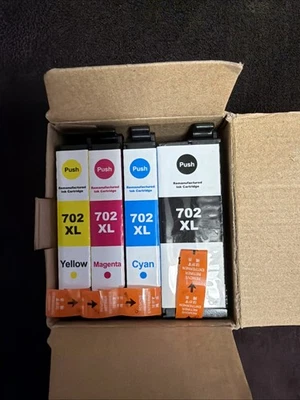 Push
Remanufactured
Ink Cartridge
702
XL
Yellow
Push
Remanufactured
Ink Cartridge
702
XL
Magenta
Push
Remanufactured
Ink Cartridge
702
XL
Cyan
Push
Remanufactured
Ink Cartridge
702
XL